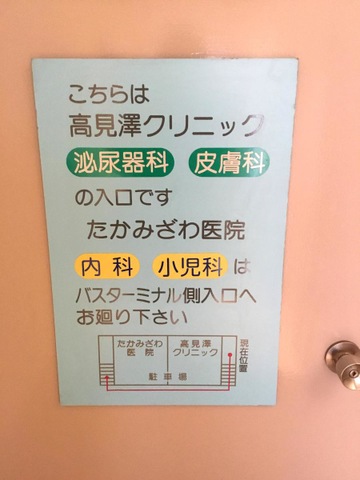 こちらは
高見澤クリニック
泌尿器科 皮膚科
の入口です
たかみざわ医院
内科 小児科は
バスターミナル側入口へ
お廻り下さい
たかみざわ
医院
高見澤
クリニック
駐車場
現在位置